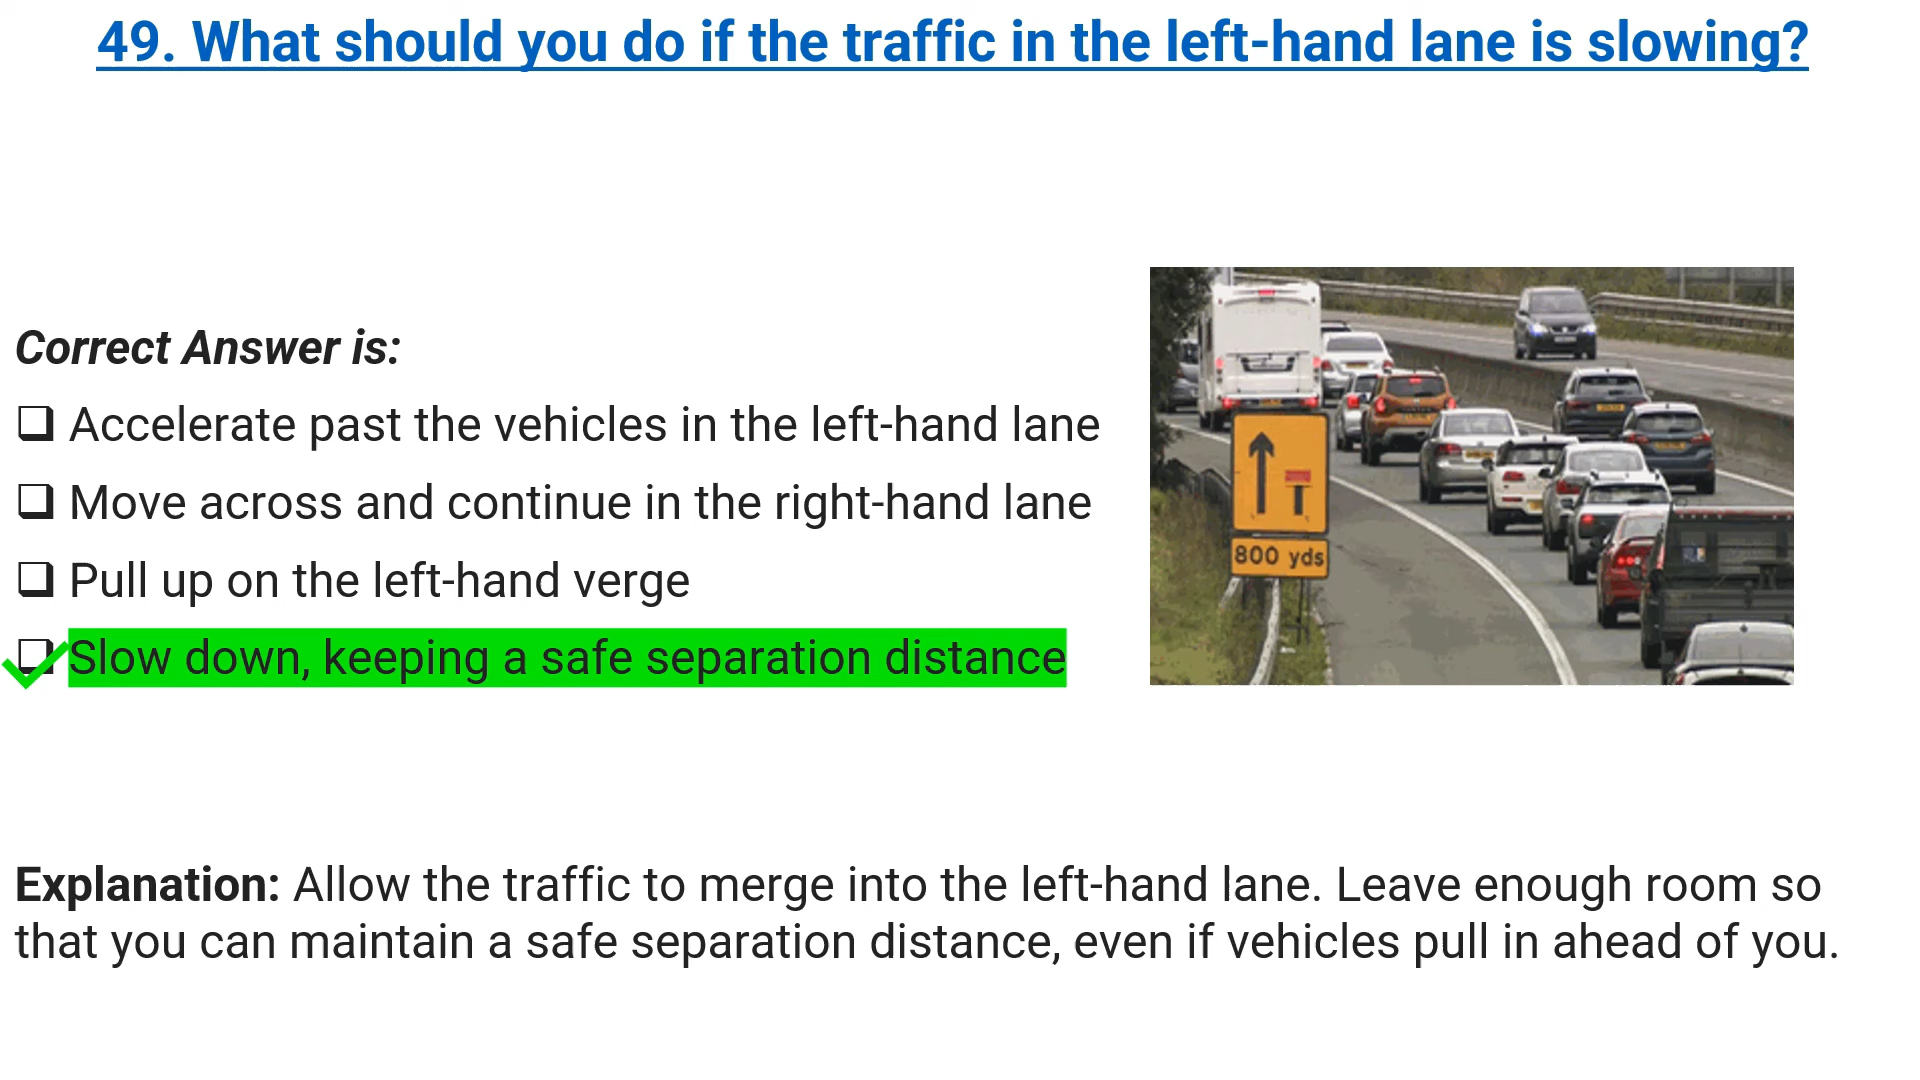 49. What should you do if the traffic in the left-hand lane is slowing?
Correct Answer is:
Accelerate past the vehicles in the left-hand lane
Move across and continue in the right-hand lane
Pull up on the left-hand verge
Slow down, keeping a safe separation distance
800 yds
Explanation: Allow the traffic to merge into the left-hand lane. Leave enough room so
that you can maintain a safe separation distance, even if vehicles pull in ahead of you.